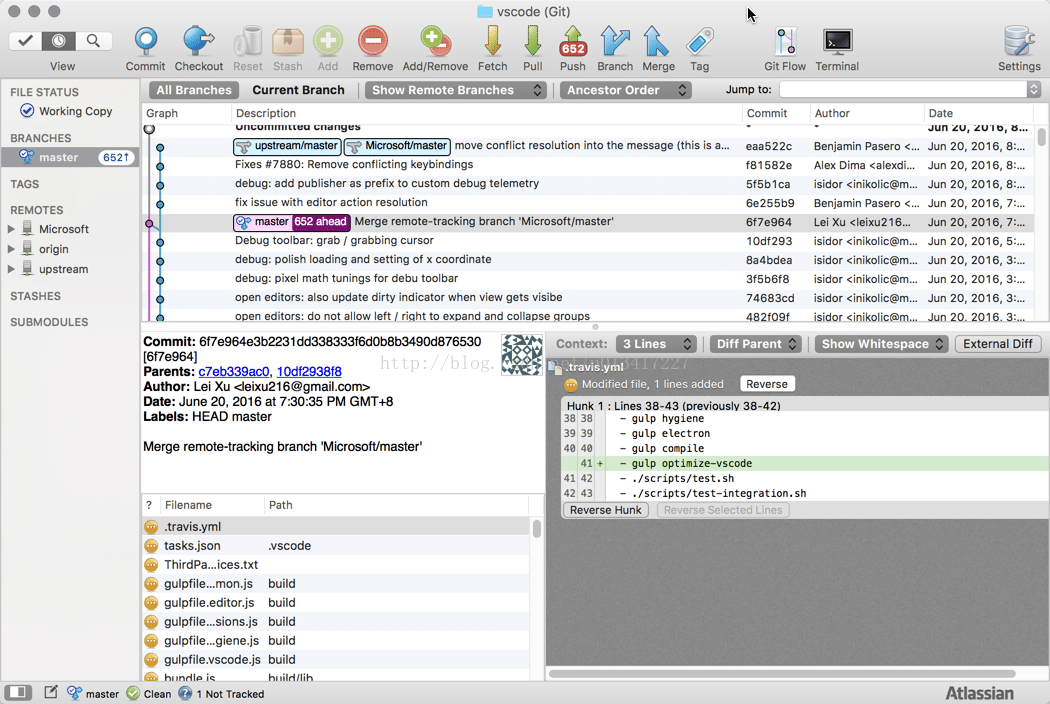 vscode (Git)
View Commit Checkout Reset Stash Add Remove Add/Remove Fetch Pull 652 Push Branch Merge Tag Git Flow Terminal Settings
FILE STATUS
Working Copy
BRANCHES
master 652↑
TAGS
REMOTES
Microsoft
origin
upstream
STASHES
SUBMODULES
All Branches Current Branch Show Remote Branches Ancestor Order Jump to:
Graph Description Commit Author Date
Uncommitted changes * * Jun 20, 2016, 8...
upstream/master Microsoft/master move conflict resolution into the message (this is a... eaa522c Benjamin Pasero <... Jun 20, 2016, 8:...
Fixes #7880: Remove conflicting keybindings f81582e Alex Dima <alexdi... Jun 20, 2016, 8:...
debug: add publisher as prefix to custom debug telemetry 5f5b1ca isidor <inikolic@m... Jun 20, 2016, 8:...
fix issue with editor action resolution 6e255b9 Benjamin Pasero <... Jun 20, 2016, 7:...
master 652 ahead Merge remote-tracking branch 'Microsoft/master' 6f7e964 Lei Xu <leixu216... Jun 20, 2016, 7:...
Debug toolbar: grab / grabbing cursor 10df293 isidor <inikolic@m... Jun 20, 2016, 5:...
debug: polish loading and setting of x coordinate 8a4bdea isidor <inikolic@m... Jun 20, 2016, 3:...
debug: pixel math tunings for debu toolbar 3f5b6f8 isidor <inikolic@m... Jun 20, 2016, 3:...
open editors: also update dirty indicator when view gets visibe 74683cd isidor <inikolic@m... Jun 20, 2016, 3:...
open editors: do not allow left / right to expand and collapse groups 482f09f isidor <inikolic@m... Jun 20, 2016, 3:...
Commit: 6f7e964e3b2231dd338333f6d0b8b3490d876530
[6f7e964]
Parents: c7eb339ac0, 10df2938f8
Author: Lei Xu <leixu216@gmail.com>
Date: June 20, 2016 at 7:30:35 PM GMT+8
Labels: HEAD master
Merge remote-tracking branch 'Microsoft/master'
? Filename Path
.travis.yml
tasks.json .vscode
ThirdPa...ices.txt
gulpfile...mon.js build
gulpfile.editor.js build
gulpfile...sions.js build
gulpfile...giene.js build
gulpfile.vscode.js build
bundle.js build/lib
Context: 3 Lines Diff Parent Show Whitespace External Diff
http://blog.
.travis.yml
Modified file, 1 lines added Reverse
Hunk 1 : Lines 38-43 (previously 38-42)
38 38 - gulp hygiene
39 39 - gulp electron
40 40 - gulp compile
41 + - gulp optimize-vscode
41 42 - ./scripts/test.sh
42 43 - ./scripts/test-integration.sh
Reverse Hunk Reverse Selected Lines
master Clean 1 Not Tracked Atlassian